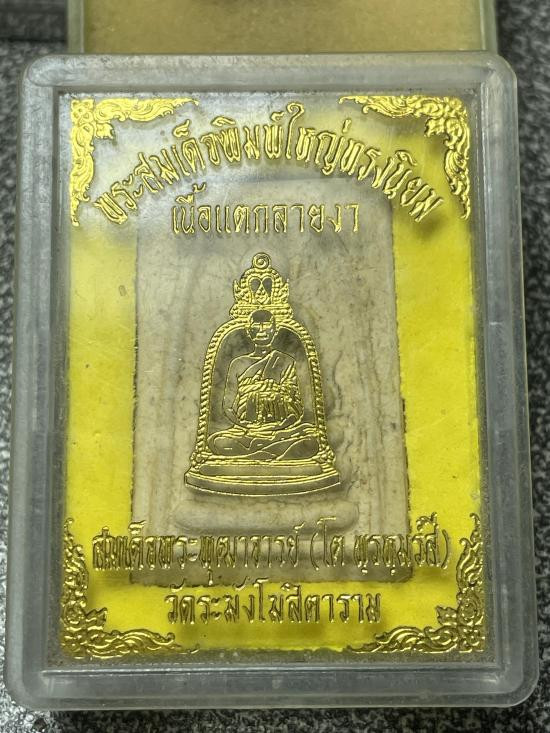 พระสมเด็จพิมพ์ใหญ่ทรงนิยม
เนื้อแตกลายงา
๑
สมเด็จพระพุฒาจารย์ (โต พฺรหฺมรํสี)
วัดระฆังโฆสิตาราม